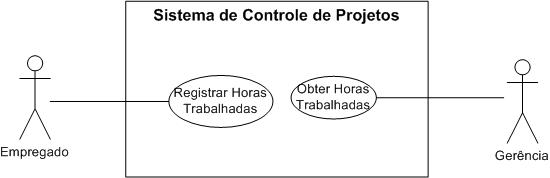 Sistema de Controle de Projetos
Registrar Horas
Trabalhadas
Obter Horas
Trabalhadas
Empregado
Gerência